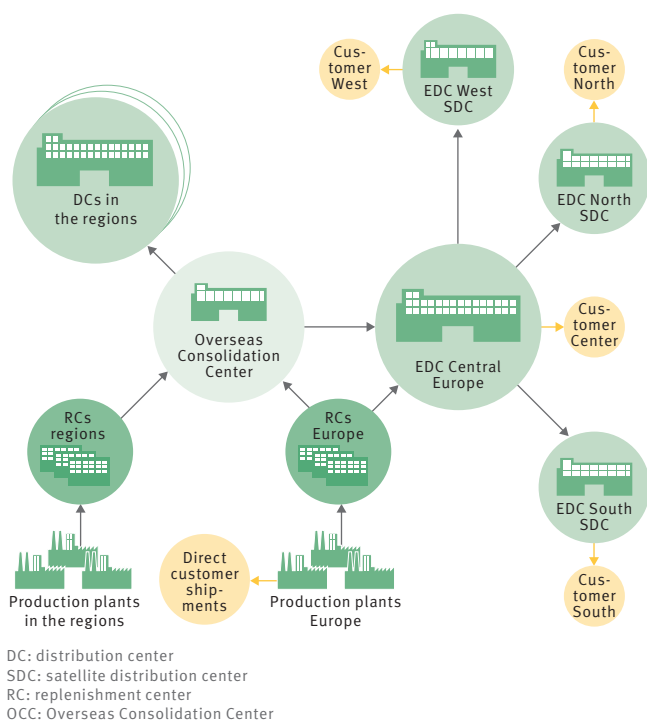 Cus-
tomer
West
EDC West
SDC
Cus-
tomer
North
EDC North
SDC
DCs in
the regions
Overseas
Consolidation
Center
EDC Central
Europe
Cus-
tomer
Center
RCs
regions
RCs
Europe
EDC South
SDC
Production plants
in the regions
Direct
customer
ship-
ments
Production plants
Europe
Cus-
tomer
South
DC: distribution center
SDC: satellite distribution center
RC: replenishment center
OCC: Overseas Consolidation Center